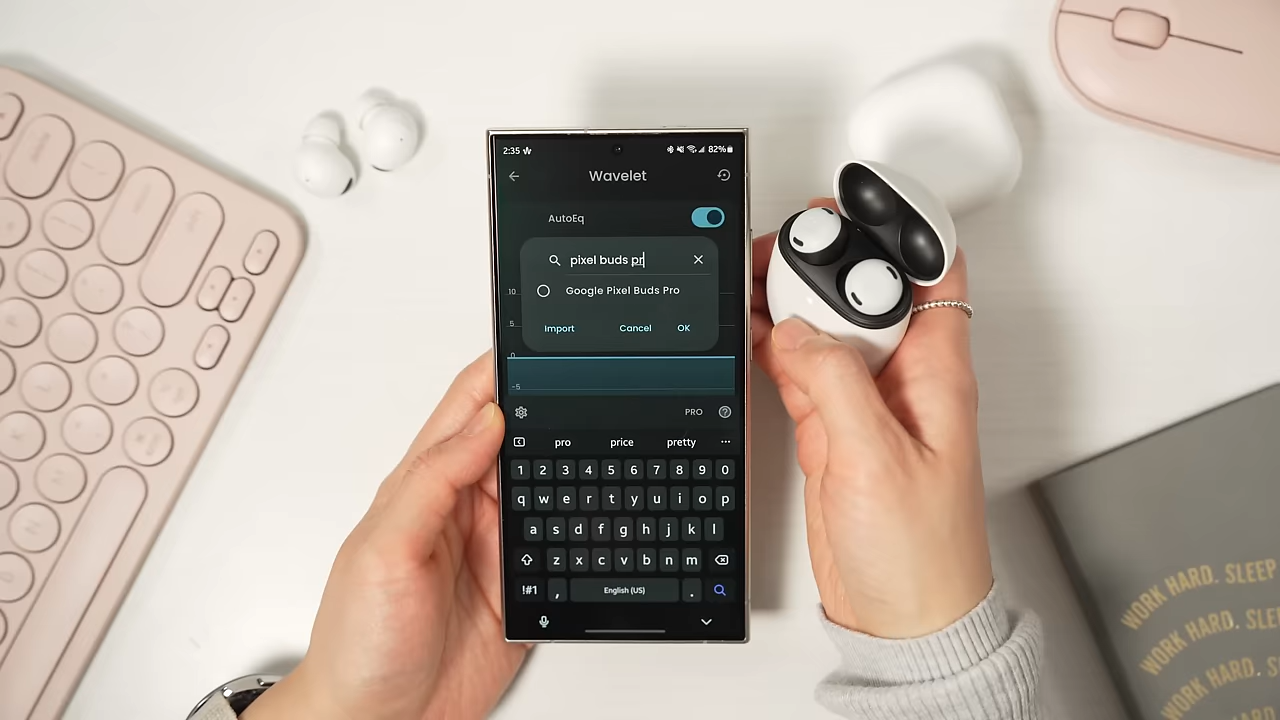 2:35
82%
Wavelet
AutoEq
pixel buds pr
Google Pixel Buds Pro
Import Cancel OK
10
5
0
-5
PRO
pro price pretty ...
1 2 3 4 5 6 7 8 9 0
q w e r t y u i o p
a s d f g h j k l
z x c v b n m
!#1 , English (US) .
WORK HARD. SLEEP
WORK HARD. SLE
WORK HARD. S